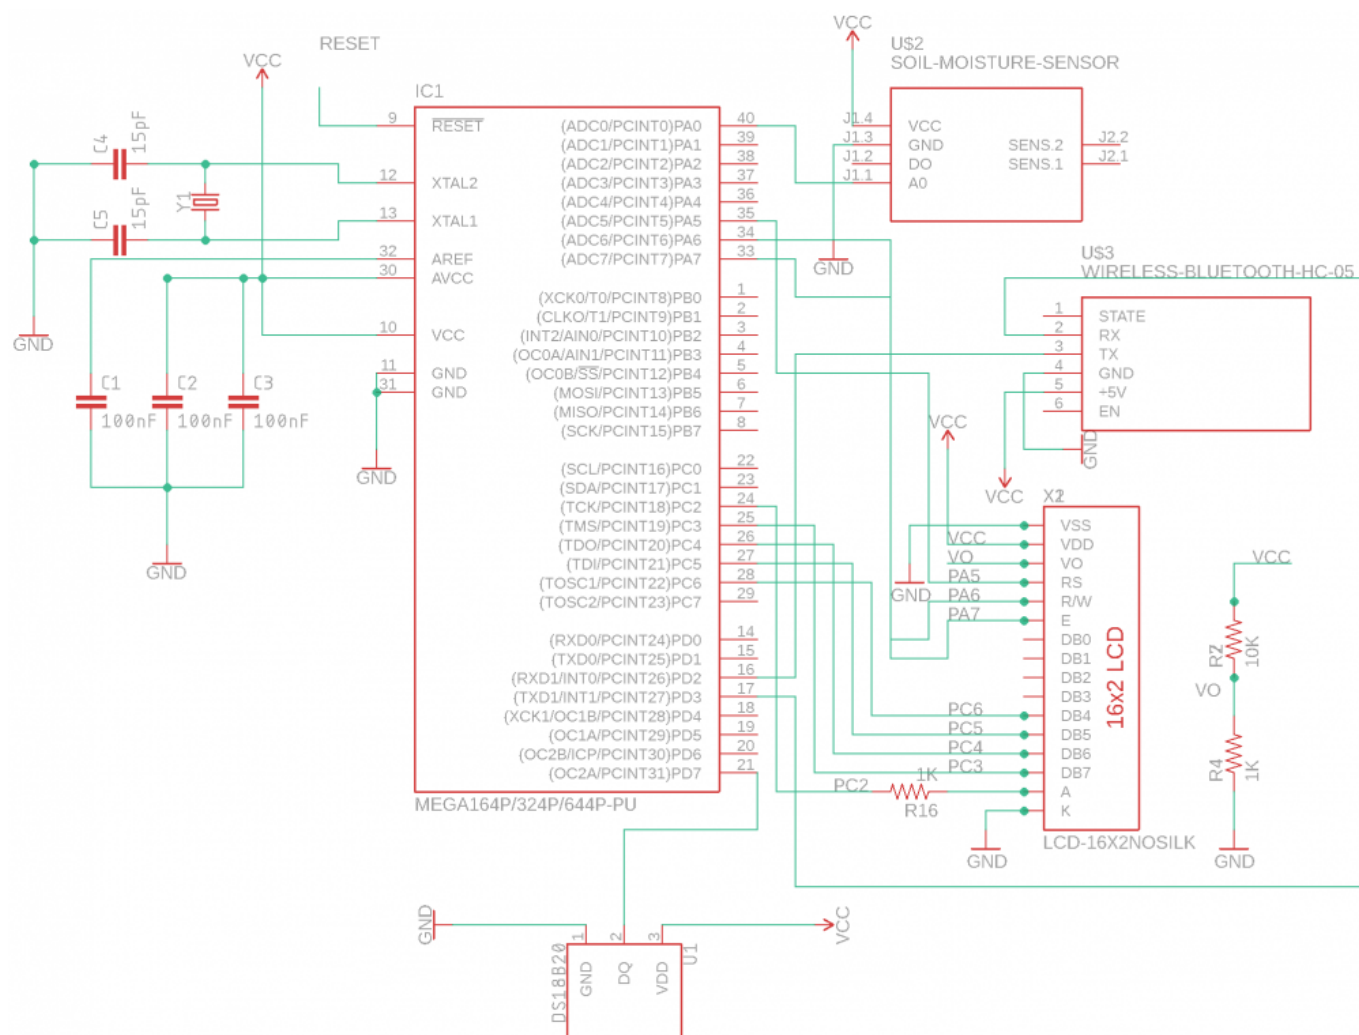 RESET
VCC
IC1
9
RESET
12
XTAL2
13
XTAL1
32
AREF
30
AVCC
10
VCC
11
GND
31
GND
(ADC0/PCINT0)PA0
40
(ADC1/PCINT1)PA1
39
(ADC2/PCINT2)PA2
38
(ADC3/PCINT3)PA3
37
(ADC4/PCINT4)PA4
36
(ADC5/PCINT5)PA5
35
(ADC6/PCINT6)PA6
34
(ADC7/PCINT7)PA7
33
(XCK0/T0/PCINT8)PB0
1
(CLKO/T1/PCINT9)PB1
2
(INT2/AIN0/PCINT10)PB2
3
(OC0A/AIN1/PCINT11)PB3
4
(OC0B/SS/PCINT12)PB4
5
(MOSI/PCINT13)PB5
6
(MISO/PCINT14)PB6
7
(SCK/PCINT15)PB7
8
(SCL/PCINT16)PC0
22
(SDA/PCINT17)PC1
23
(TCK/PCINT18)PC2
24
(TMS/PCINT19)PC3
25
(TDO/PCINT20)PC4
26
(TDI/PCINT21)PC5
27
(TOSC1/PCINT22)PC6
28
(TOSC2/PCINT23)PC7
29
(RXD0/PCINT24)PD0
14
(TXD0/PCINT25)PD1
15
(RXD1/INT0/PCINT26)PD2
16
(TXD1/INT1/PCINT27)PD3
17
(XCK1/OC1B/PCINT28)PD4
18
(OC1A/PCINT29)PD5
19
(OC2B/ICP/PCINT30)PD6
20
(OC2A/PCINT31)PD7
21
MEGA164P/324P/644P-PU
C4
15pF
Y1
C5
15pF
GND
C1
100nF
C2
100nF
C3
100nF
GND
GND
VCC
U$2
SOIL-MOISTURE-SENSOR
J1.4
VCC
J1.3
GND
J1.2
DO
J1.1
A0
SENS.2
J2.2
SENS.1
J2.1
GND
U$3
WIRELESS-BLUETOOTH-HC-05
1
STATE
2
RX
3
TX
4
GND
5
+5V
6
EN
GND
VCC
VCC
GND
VCC
VO
PA5
PA6
PA7
PC6
PC5
PC4
PC3
PC2
1K
R16
GND
VSS
VDD
VO
RS
R/W
E
DB0
DB1
DB2
DB3
DB4
DB5
DB6
DB7
A
K
16x2 LCD
LCD-16X2NOSILK
VCC
10K
VO
R4
1K
GND
GND
VCC
1
2
3
GND
DQ
VDD
DS18B20
U1